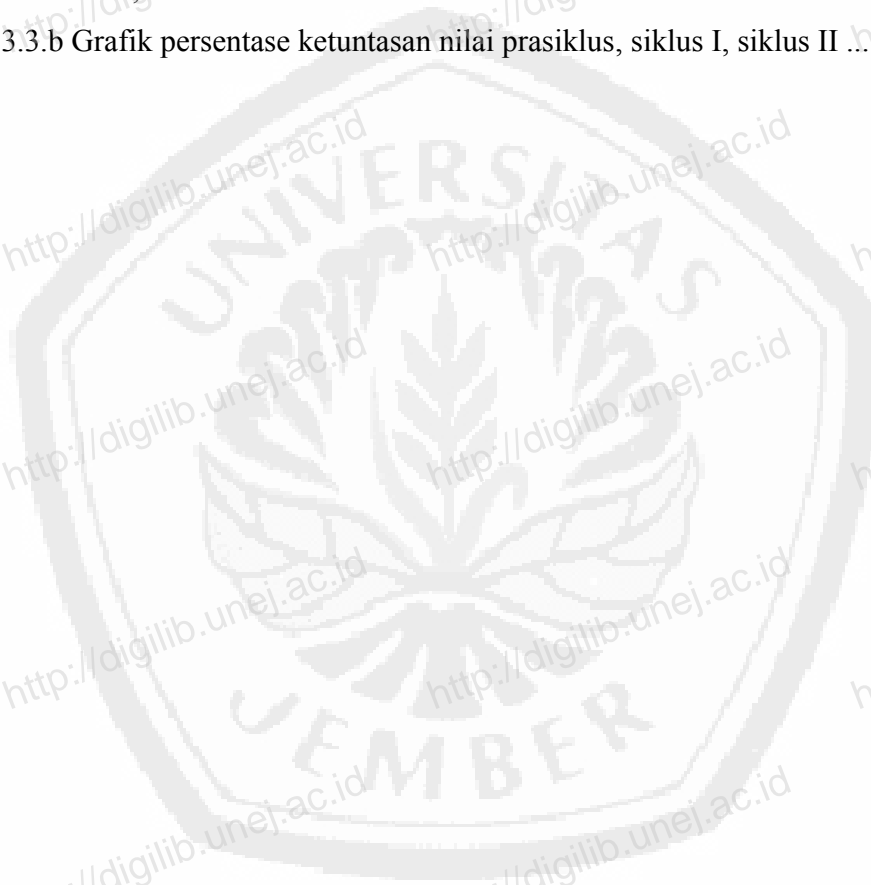 3.3.b Grafik persentase ketuntasan nilai prasiklus, siklus I, siklus II ...
http://digilib.unej.ac.id
http://digilib.unej.ac.id
UNIVERSITAS
http://digilib.unej.ac.id
http://digilib.unej.ac.id
http://digilib.unej.ac.id
http://digilib.unej.ac.id
JEMBER
//digilib.unej.ac.id
//digilib.unej.ac.id